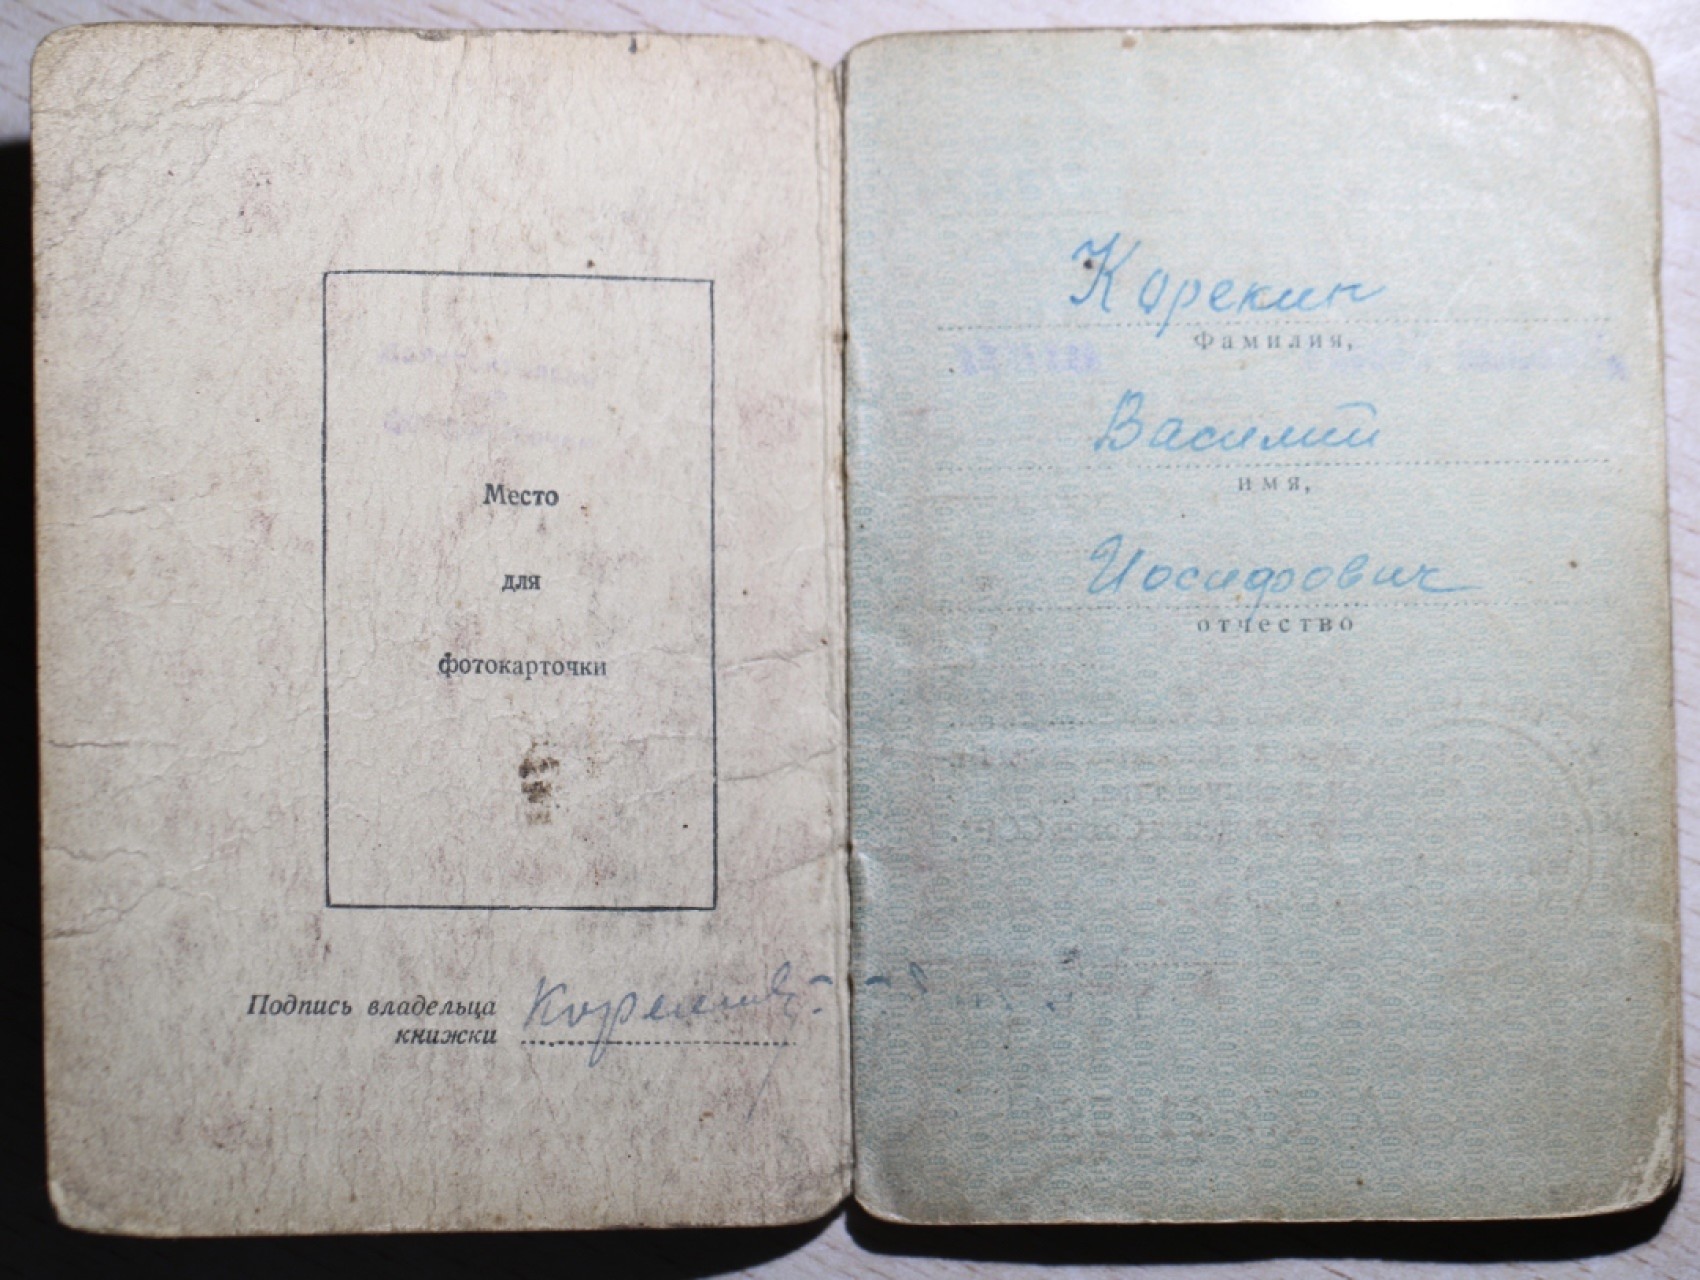 Место
для
фотокарточки
Подпись владельца
книжки
Корекин
Фамилия,
Василий
имя,
Иосифович
отчество